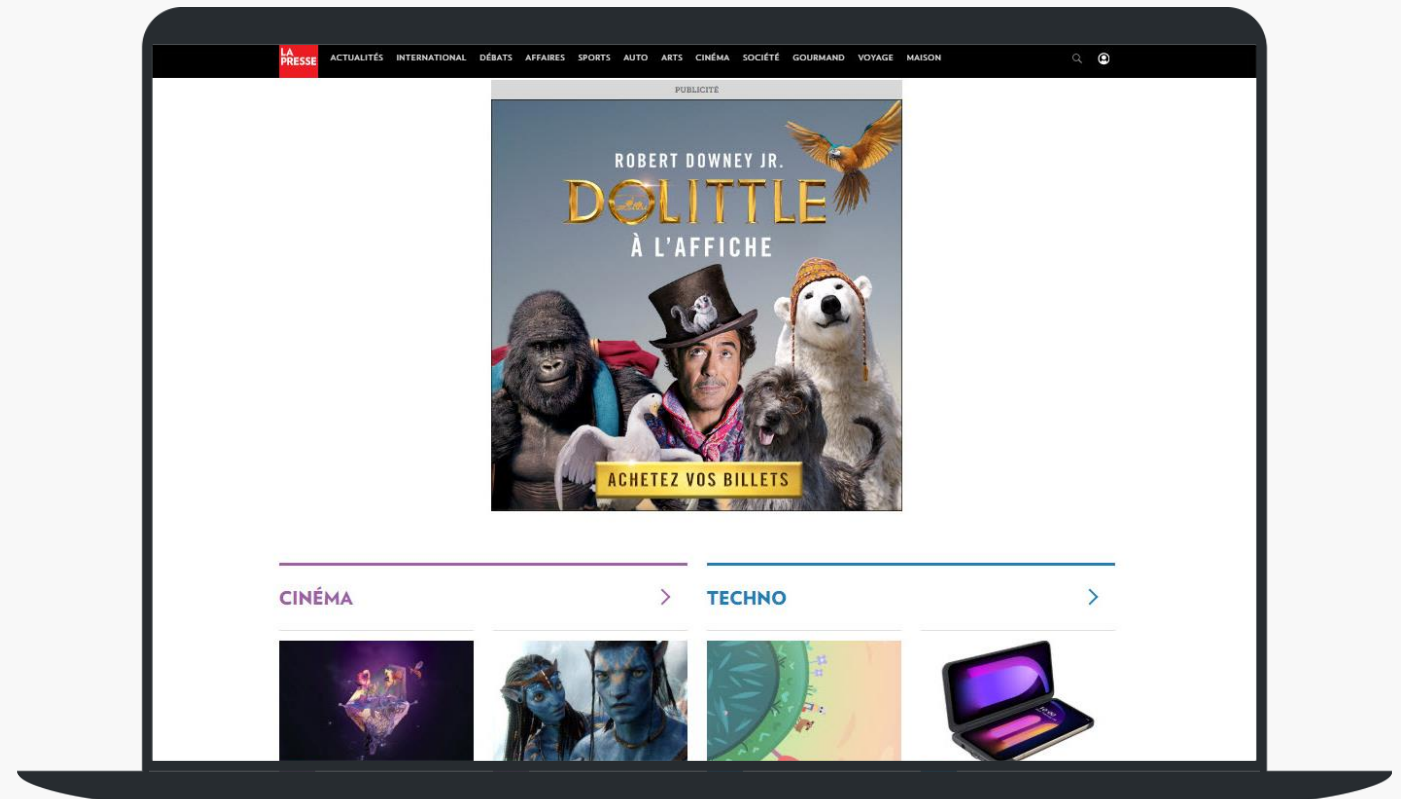 LA PRESSE
ACTUALITÉS INTERNATIONAL DÉBATS AFFAIRES SPORTS AUTO ARTS CINÉMA SOCIÉTÉ GOURMAND VOYAGE MAISON
PUBLICITÉ
ROBERT DOWNEY JR.
DOLITTLE
À L'AFFICHE
ACHETEZ VOS BILLETS
CINÉMA
TECHNO